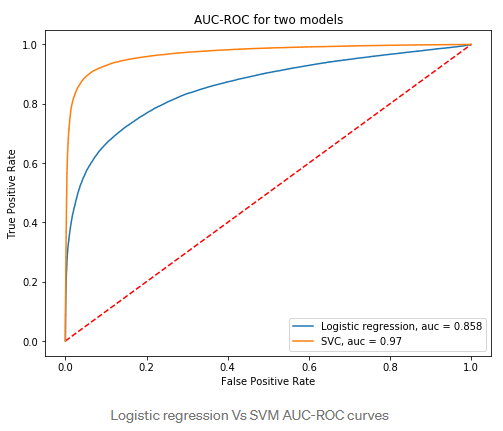 AUC-ROC for two models
True Positive Rate
1.0
0.8
0.6
0.4
0.2
0.0
Logistic regression, auc = 0.858
SVC, auc = 0.97
0.0 0.2 0.4 0.6 0.8 1.0
False Positive Rate
Logistic regression Vs SVM AUC-ROC curves